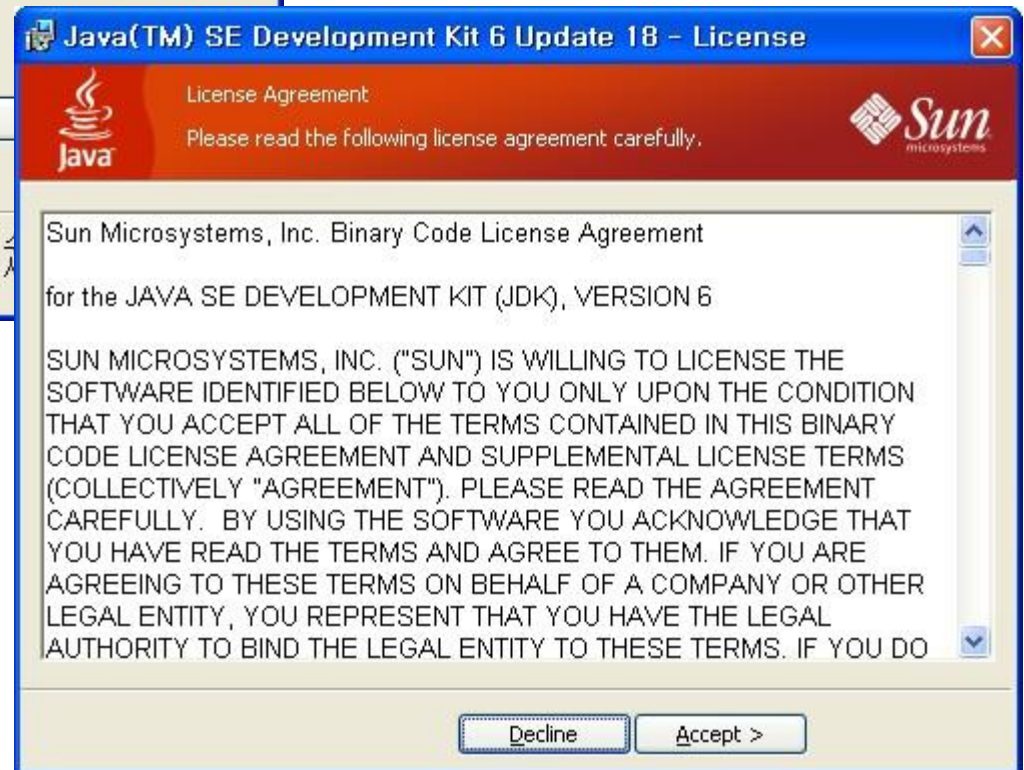 Java(TM) SE Development Kit 6 Update 18 - License
License Agreement
Please read the following license agreement carefully.
Java
Sun
microsystems
Sun Microsystems, Inc. Binary Code License Agreement
for the JAVA SE DEVELOPMENT KIT (JDK), VERSION 6
SUN MICROSYSTEMS, INC. ("SUN") IS WILLING TO LICENSE THE
SOFTWARE IDENTIFIED BELOW TO YOU ONLY UPON THE CONDITION
THAT YOU ACCEPT ALL OF THE TERMS CONTAINED IN THIS BINARY
CODE LICENSE AGREEMENT AND SUPPLEMENTAL LICENSE TERMS
(COLLECTIVELY "AGREEMENT"). PLEASE READ THE AGREEMENT
CAREFULLY.  BY USING THE SOFTWARE YOU ACKNOWLEDGE THAT
YOU HAVE READ THE TERMS AND AGREE TO THEM. IF YOU ARE
AGREEING TO THESE TERMS ON BEHALF OF A COMPANY OR OTHER
LEGAL ENTITY, YOU REPRESENT THAT YOU HAVE THE LEGAL
AUTHORITY TO BIND THE LEGAL ENTITY TO THESE TERMS. IF YOU DO
Decline
Accept >